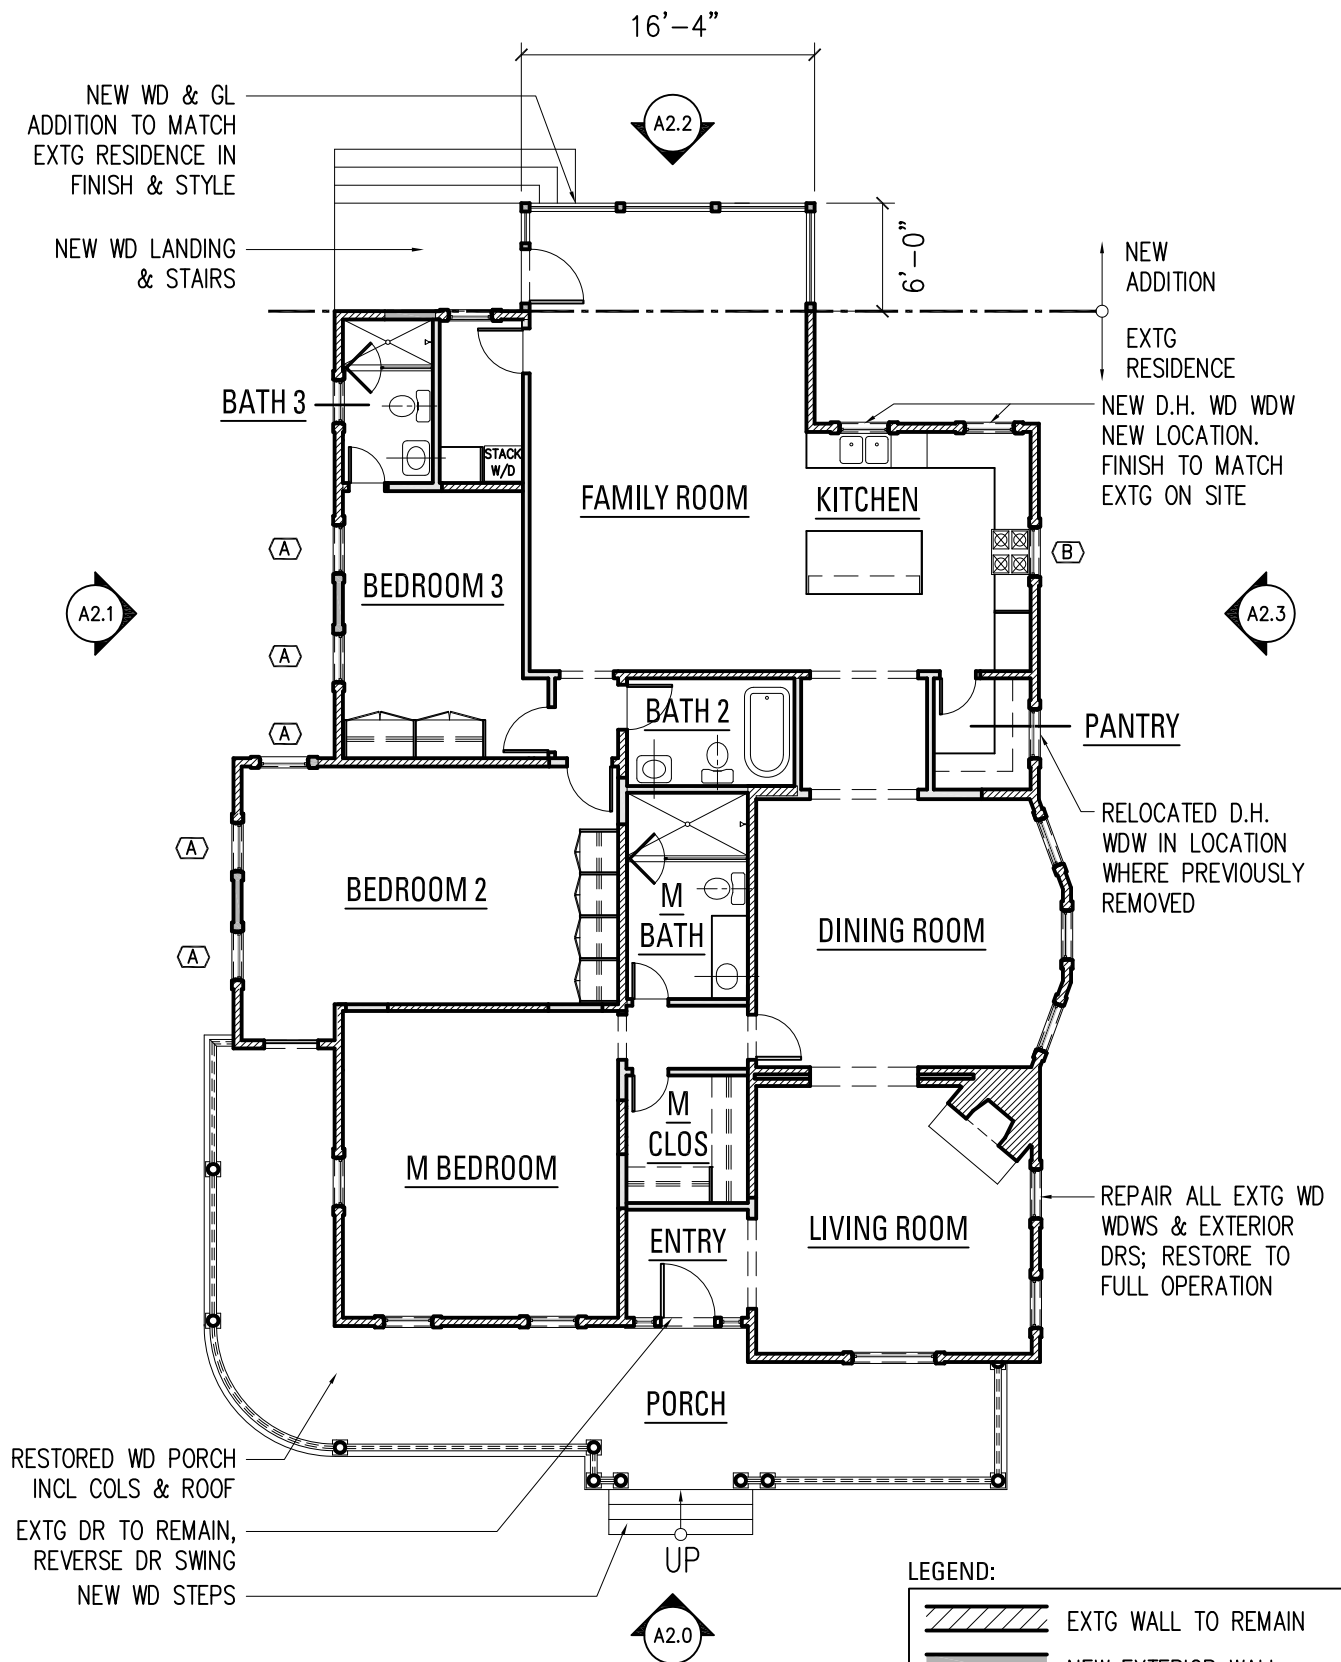 16'-4"
NEW WD & GL
ADDITION TO MATCH
EXTG RESIDENCE IN
FINISH & STYLE
A2.2
NEW WD LANDING
& STAIRS
6'-0"
NEW
ADDITION
EXTG
RESIDENCE
BATH 3
NEW D.H. WD WDW
NEW LOCATION.
FINISH TO MATCH
EXTG ON SITE
STACK
W/D
FAMILY ROOM
KITCHEN
A
B
BEDROOM 3
A2.1
A2.3
A
A
BATH 2
PANTRY
RELOCATED D.H.
WDW IN LOCATION
WHERE PREVIOUSLY
REMOVED
A
BEDROOM 2
M
BATH
DINING ROOM
A
M
CLOS
M BEDROOM
REPAIR ALL EXTG WD
WDWS & EXTERIOR
DRS; RESTORE TO
FULL OPERATION
ENTRY
LIVING ROOM
PORCH
RESTORED WD PORCH
INCL COLS & ROOF
EXTG DR TO REMAIN,
REVERSE DR SWING
NEW WD STEPS
UP
A2.0
LEGEND:
EXTG WALL TO REMAIN
NEW EXTERIOR WALL